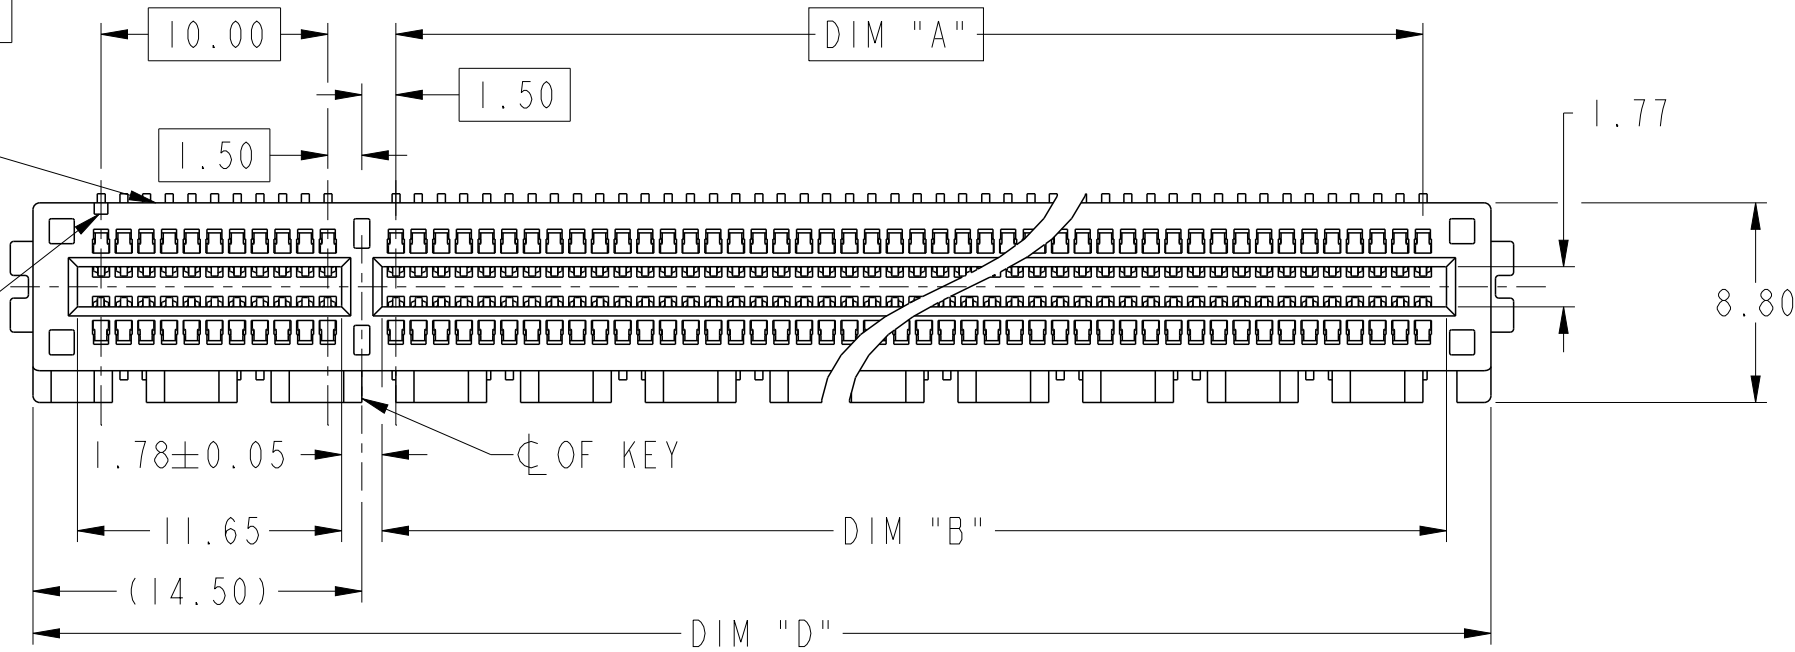 10.00
DIM "A"
1.50
1.77
1.50
8.80
1.78±0.05
℄ OF KEY
11.65
DIM "B"
(14.50)
DIM "D"